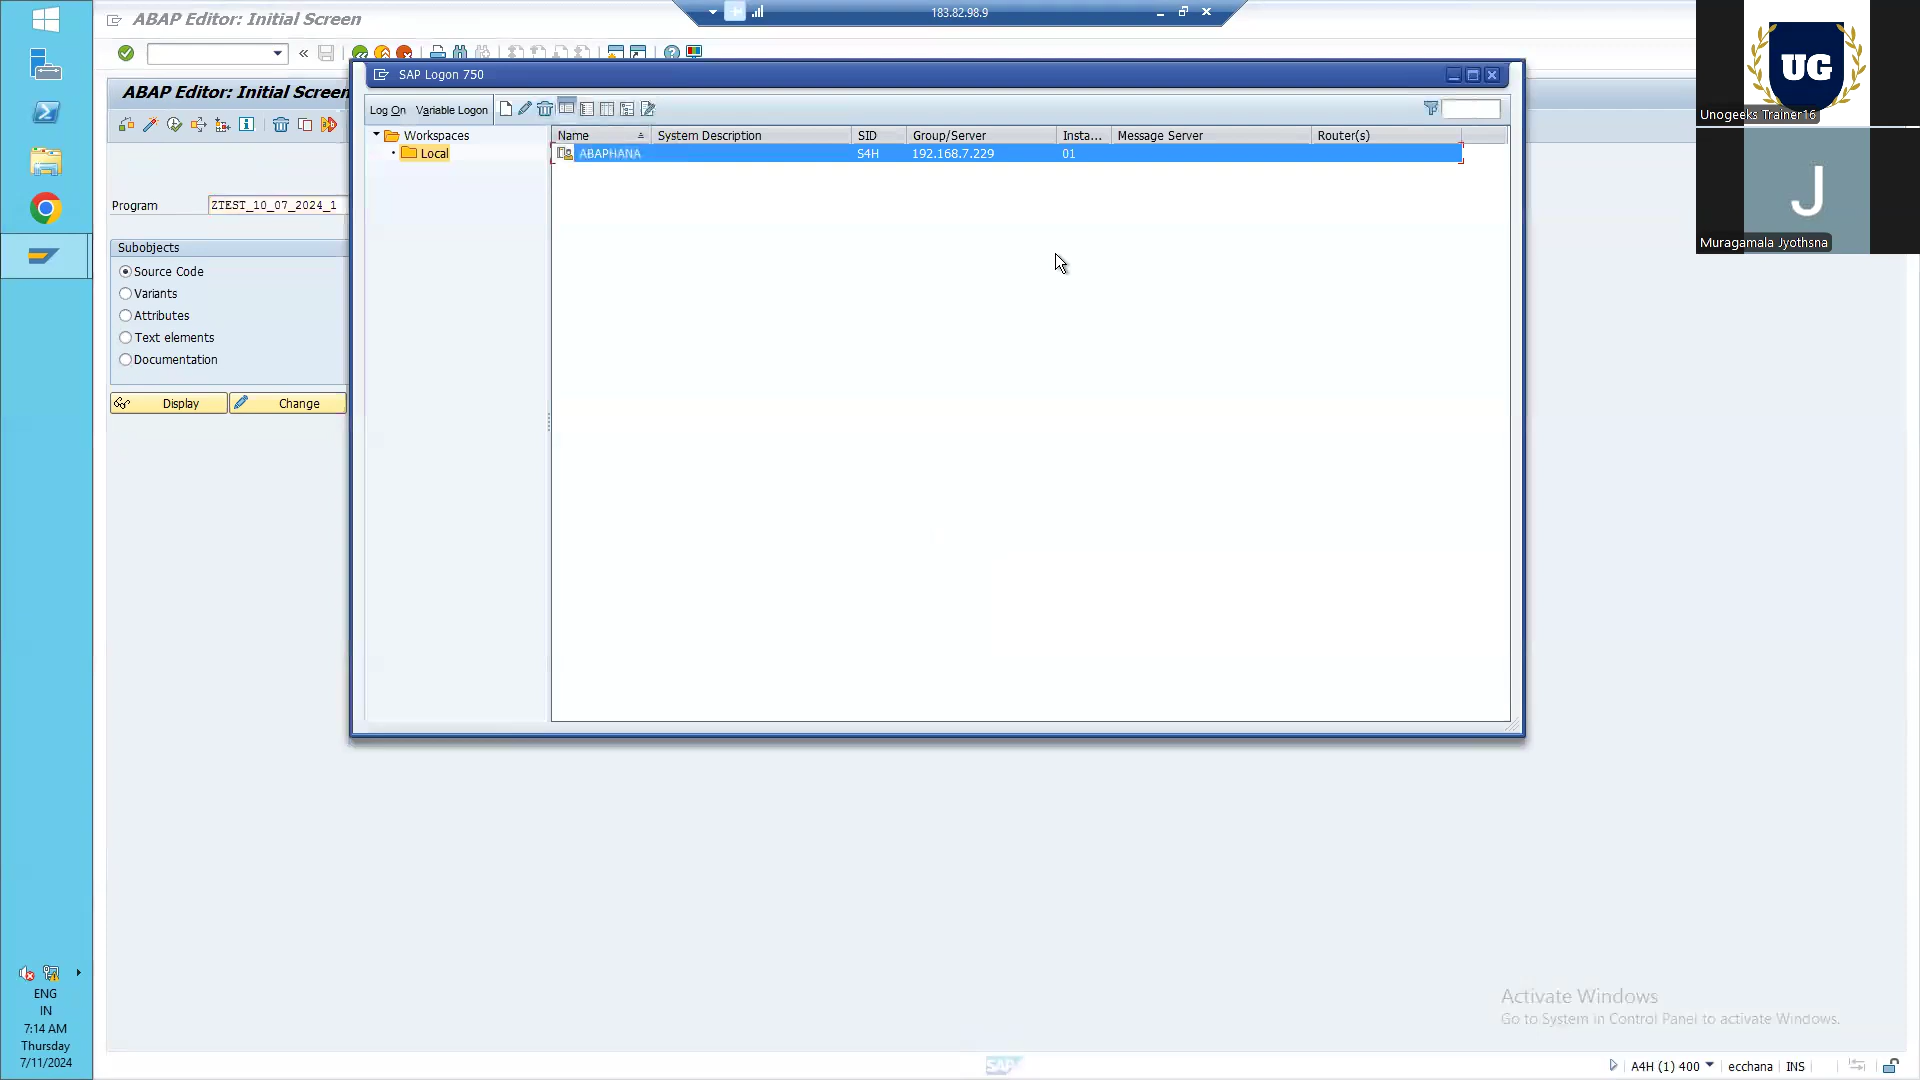 ABAP Editor: Initial Screen
183.82.98.9
SAP Logon 750
ABAP Editor: Initial Screen
Log On Variable Logon
Workspaces
Local
Name System Description SID Group/Server Insta... Message Server Router(s)
ABAPHANA S4H 192.168.7.229 01
Program ZTEST_10_07_2024_1
Subobjects
Source Code
Variants
Attributes
Text elements
Documentation
Display Change
UG
Unogeeks Trainer16
J
Muragamala Jyothsna
ENG
IN
7:14 AM
Thursday
7/11/2024
Activate Windows
Go to System in Control Panel to activate Windows.
SAP
A4H (1) 400 ecchana INS